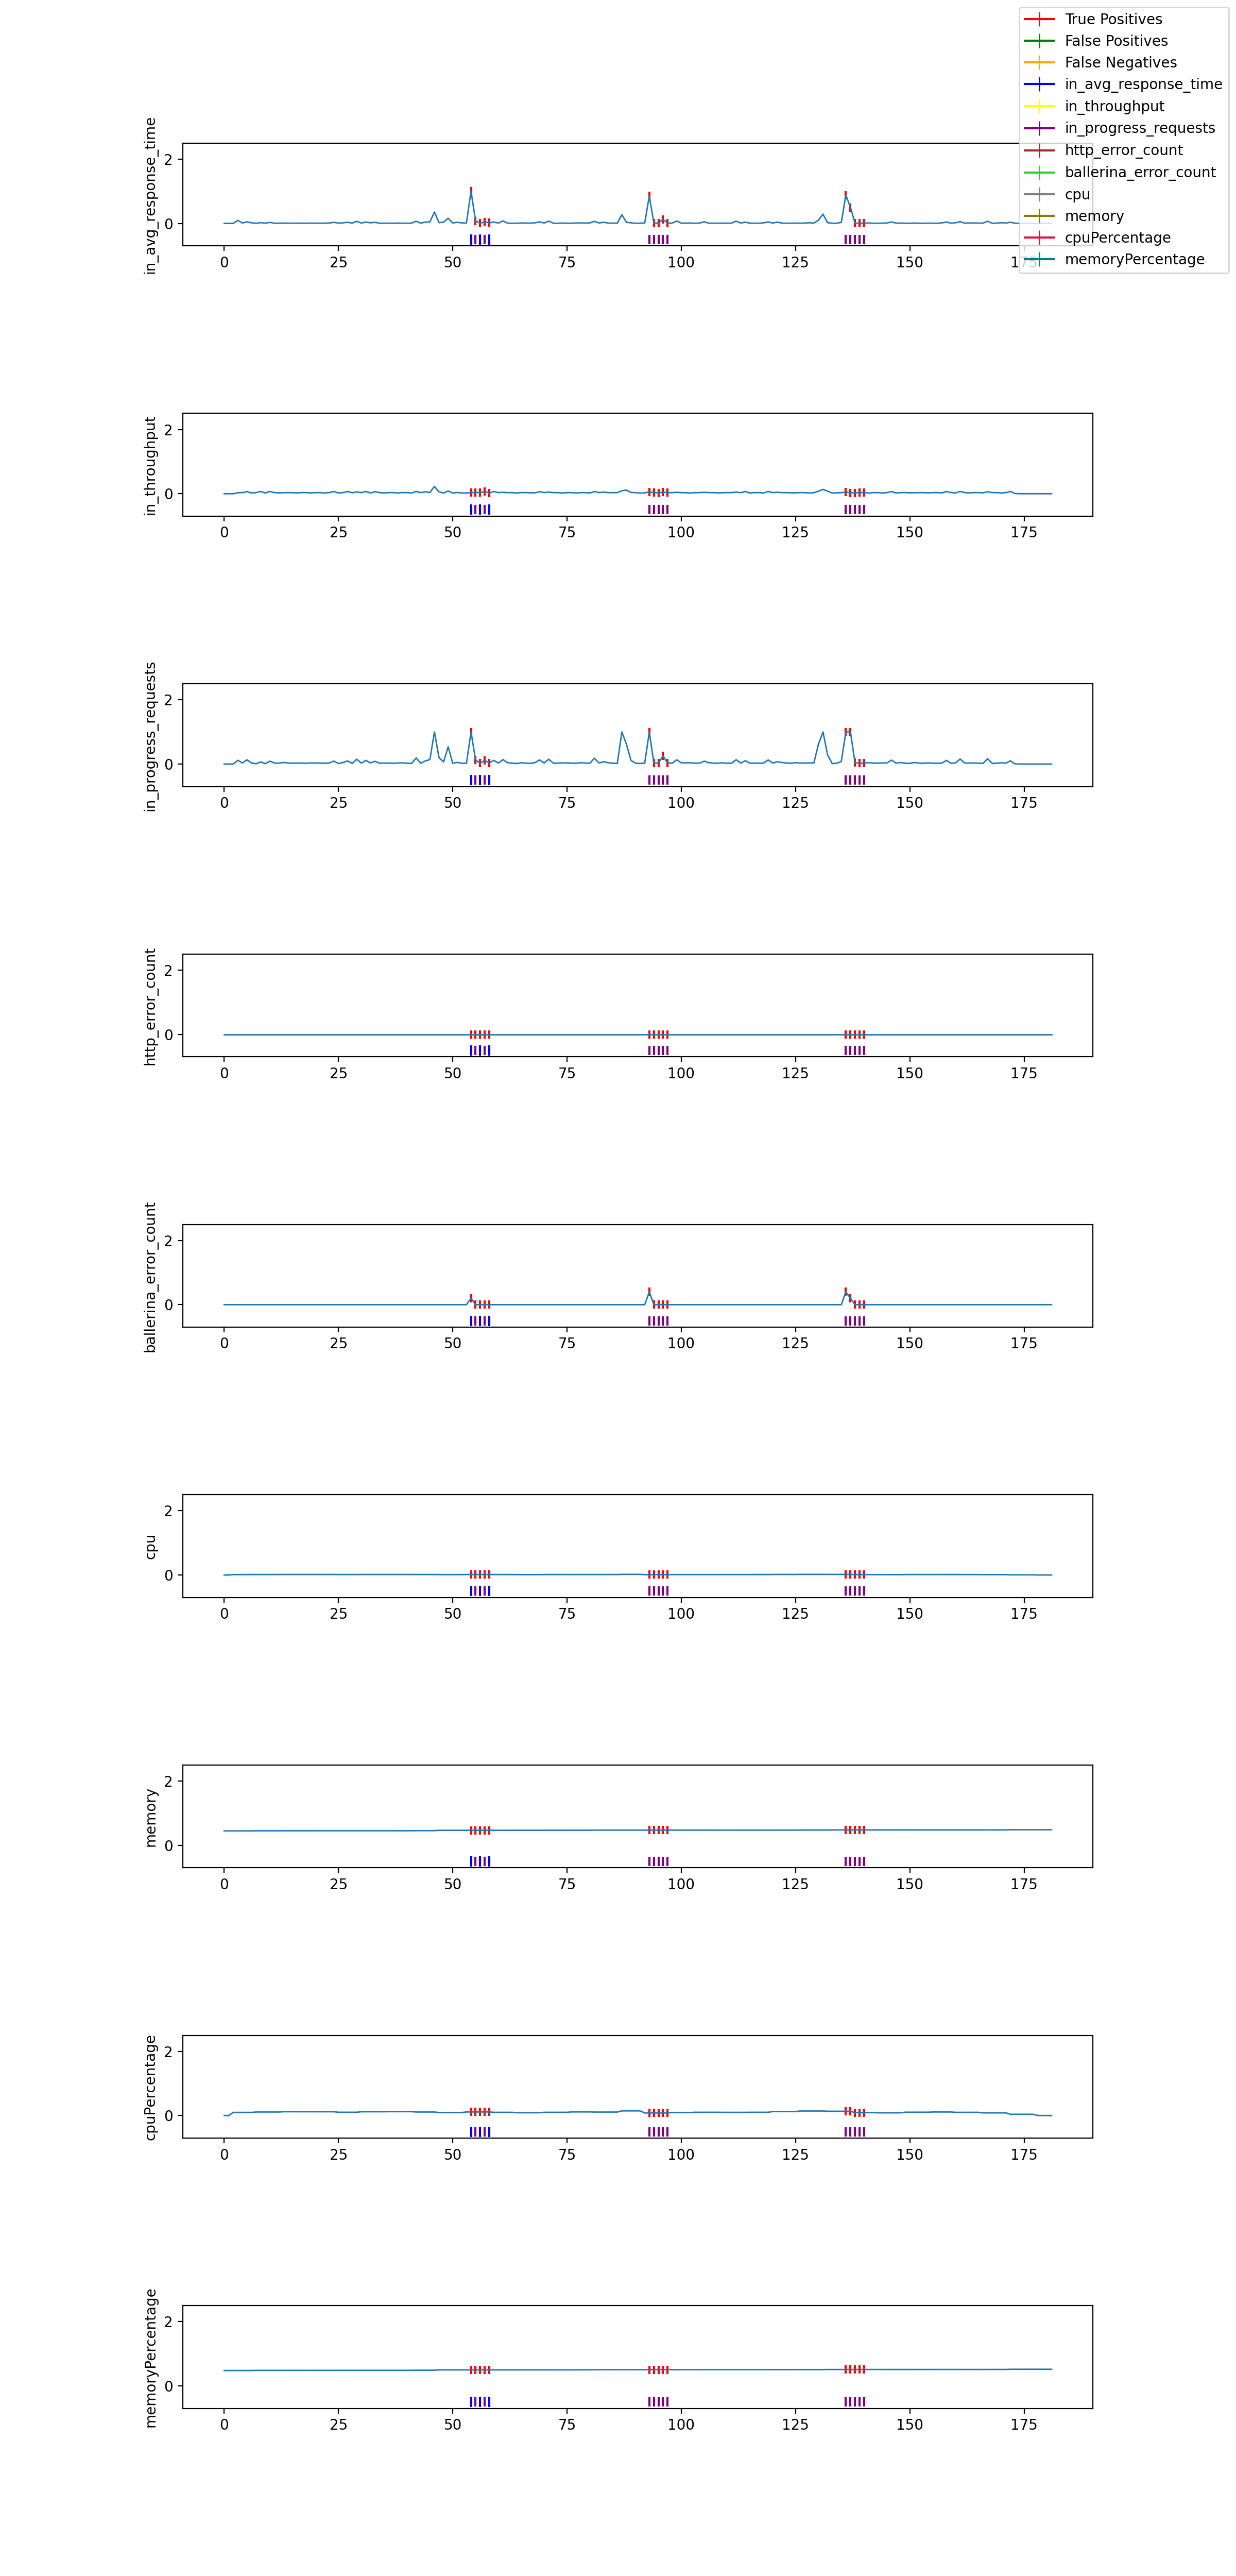 True Positives
False Positives
False Negatives
in_avg_response_time
in_throughput
in_progress_requests
http_error_count
ballerina_error_count
cpu
memory
cpuPercentage
memoryPercentage
in_avg_response_time
2
0
0 25 50 75 100 125 150 175
in_throughput
2
0
0 25 50 75 100 125 150 175
in_progress_requests
2
0
0 25 50 75 100 125 150 175
http_error_count
2
0
0 25 50 75 100 125 150 175
ballerina_error_count
2
0
0 25 50 75 100 125 150 175
cpu
2
0
0 25 50 75 100 125 150 175
memory
2
0
0 25 50 75 100 125 150 175
cpuPercentage
2
0
0 25 50 75 100 125 150 175
memoryPercentage
2
0
0 25 50 75 100 125 150 175